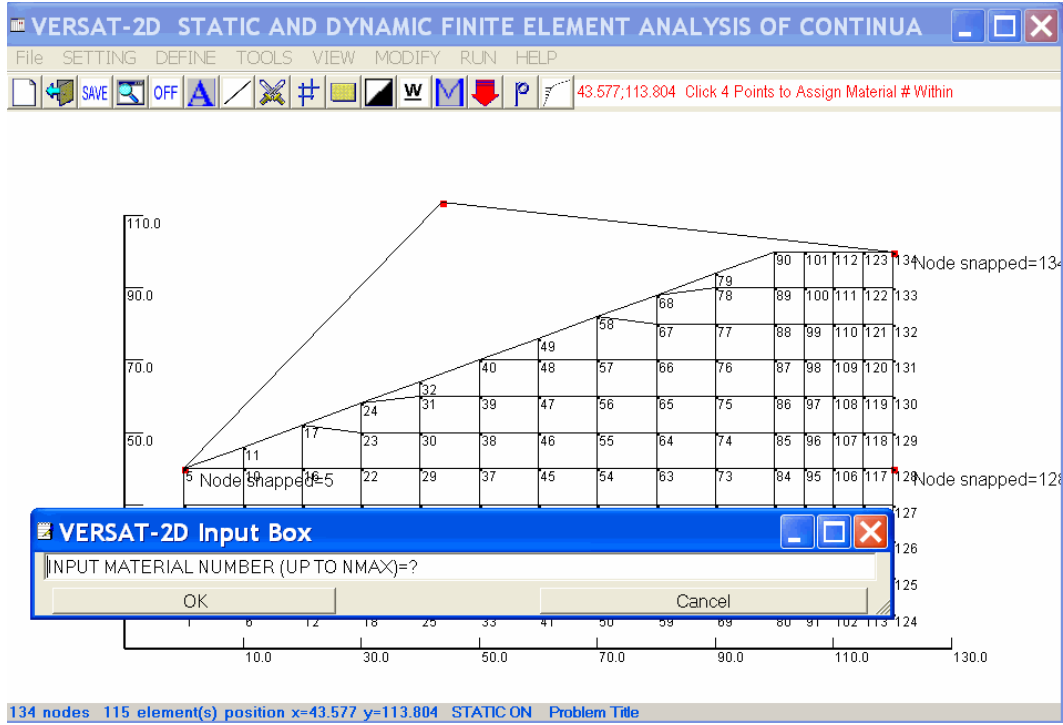 VERSAT-2D STATIC AND DYNAMIC FINITE ELEMENT ANALYSIS OF CONTINUA
File SETTING DEFINE TOOLS VIEW MODIFY RUN HELP
SAVE OFF A W M P 43.577;113.804 Click 4 Points to Assign Material # Within
110.0
90 101 112 123 134 Node snapped=134
79
90.0 68 78 89 100 111 122 133
58 67 77 88 99 110 121 132
49
70.0 40 48 57 66 76 87 98 109 120 131
32
24 31 39 47 56 65 75 86 97 108 119 130
17
50.0 23 30 38 46 55 64 74 85 96 107 118 129
11
5 Node snapped=5 10 16 22 29 37 45 54 63 73 84 95 106 117 128 Node snapped=128
127
VERSAT-2D Input Box
126
INPUT MATERIAL NUMBER (UP TO NMAX)=?
125
OK Cancel
1 6 12 18 25 33 41 50 59 69 80 91 102 113 124
10.0 30.0 50.0 70.0 90.0 110.0 130.0
134 nodes 115 element(s) position x=43.577 y=113.804 STATIC ON Problem Title